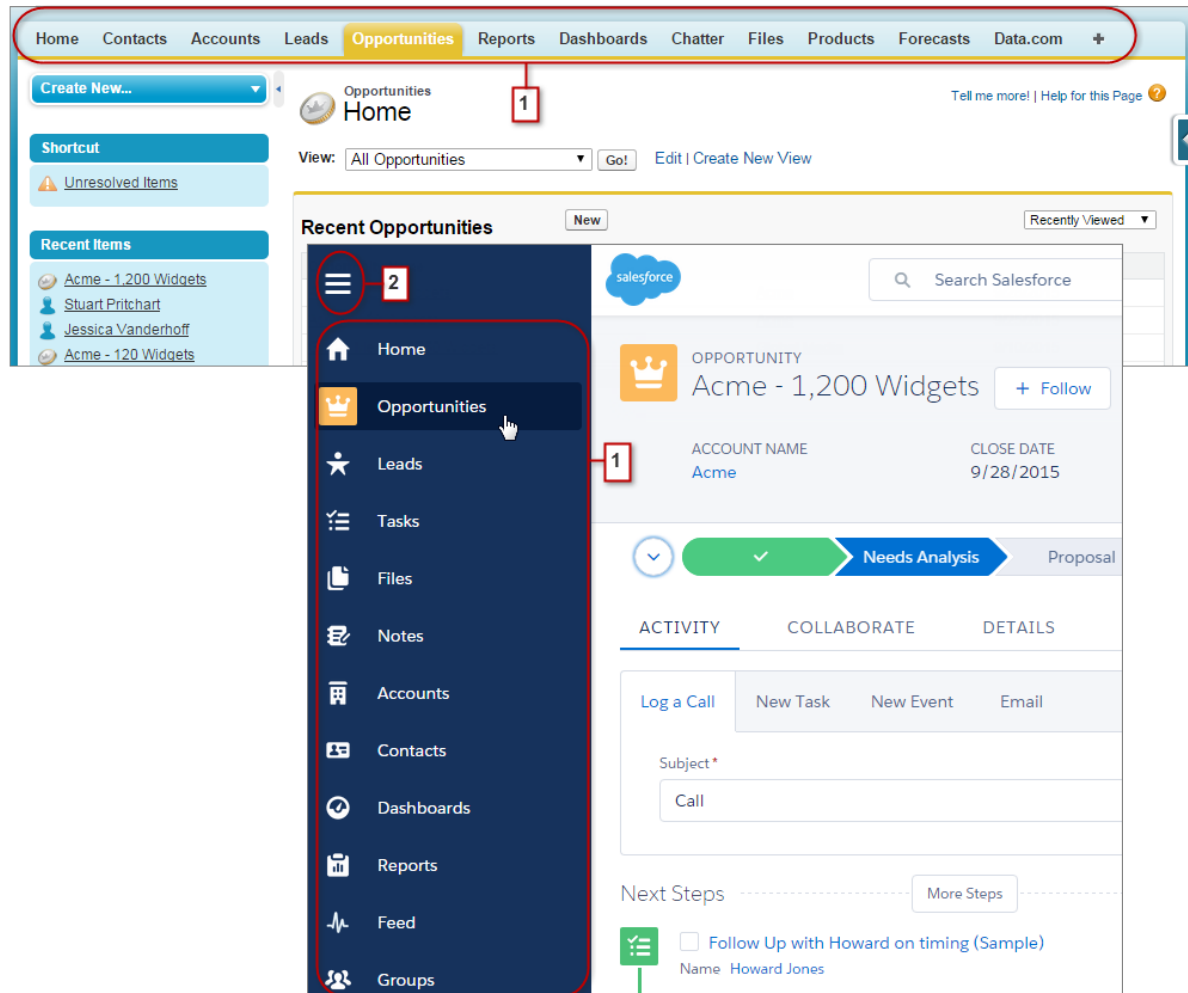 Home Contacts Accounts Leads Opportunities Reports Dashboards Chatter Files Products Forecasts Data.com +
Create New...
Opportunities
Home
1
Tell me more! | Help for this Page ?
Shortcut
Unresolved Items
View: All Opportunities Go! Edit | Create New View
Recent Items
Acme - 1,200 Widgets
Stuart Pritchart
Jessica Vanderhoff
Acme - 120 Widgets
Recent Opportunities New Recently Viewed
2
Home
Opportunities
Leads
Tasks
Files
Notes
Accounts
Contacts
Dashboards
Reports
Feed
Groups
1
salesforce
Search Salesforce
OPPORTUNITY
Acme - 1,200 Widgets + Follow
ACCOUNT NAME CLOSE DATE
Acme 9/28/2015
Needs Analysis Proposal
ACTIVITY COLLABORATE DETAILS
Log a Call New Task New Event Email
Subject*
Call
Next Steps More Steps
Follow Up with Howard on timing (Sample)
Name Howard Jones